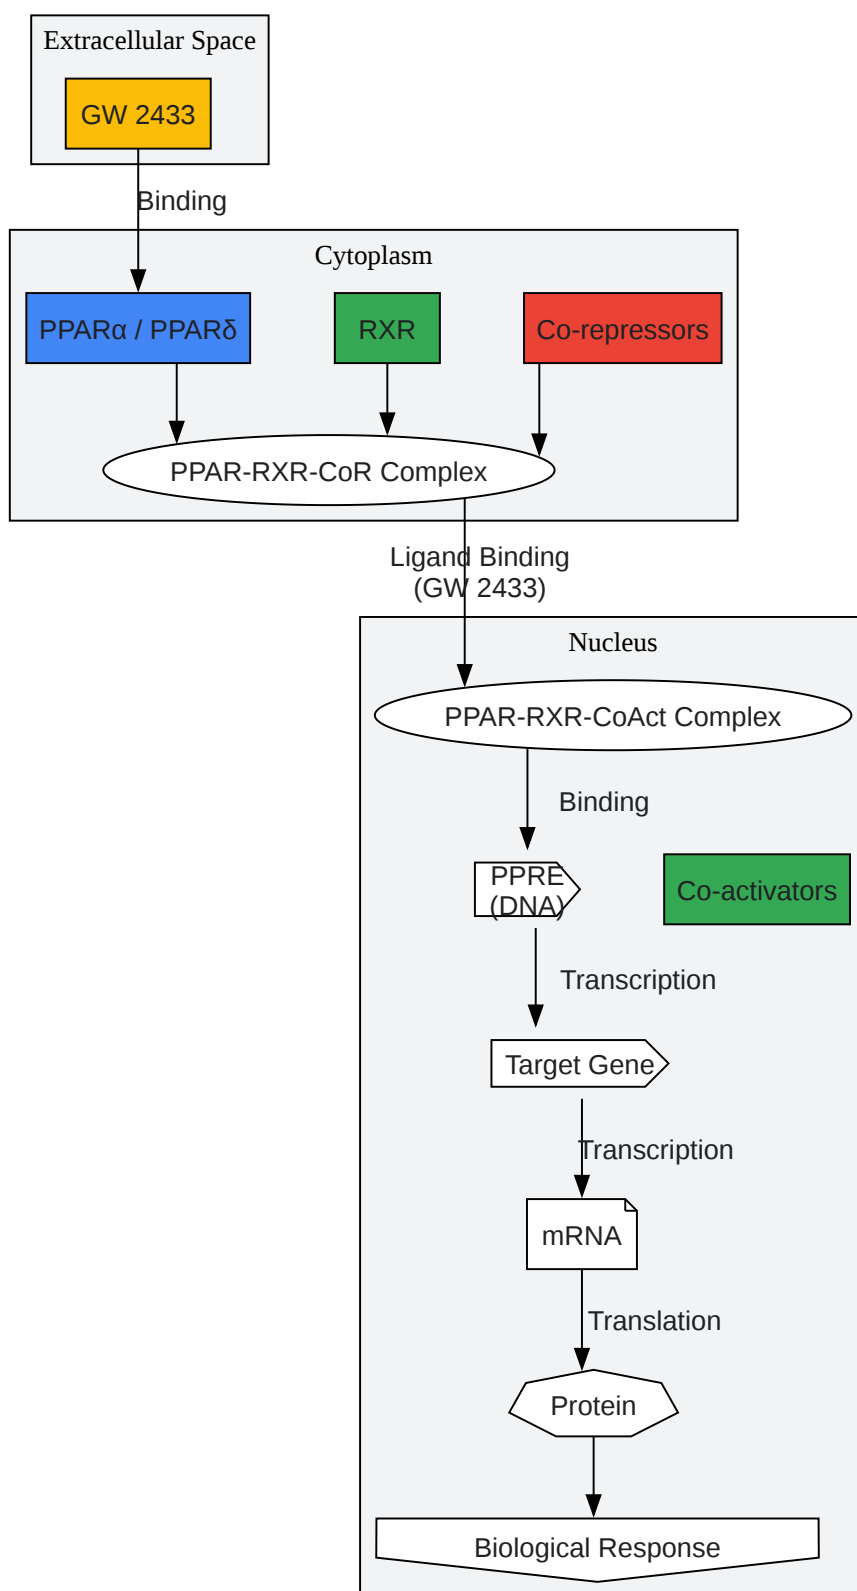 Extracellular Space
GW 2433
Binding
Cytoplasm
PPARα / PPARδ
RXR
Co-repressors
PPAR-RXR-CoR Complex
Ligand Binding
(GW 2433)
Nucleus
PPAR-RXR-CoAct Complex
Binding
PPRE
(DNA)
Co-activators
Transcription
Target Gene
Transcription
mRNA
Translation
Protein
Biological Response